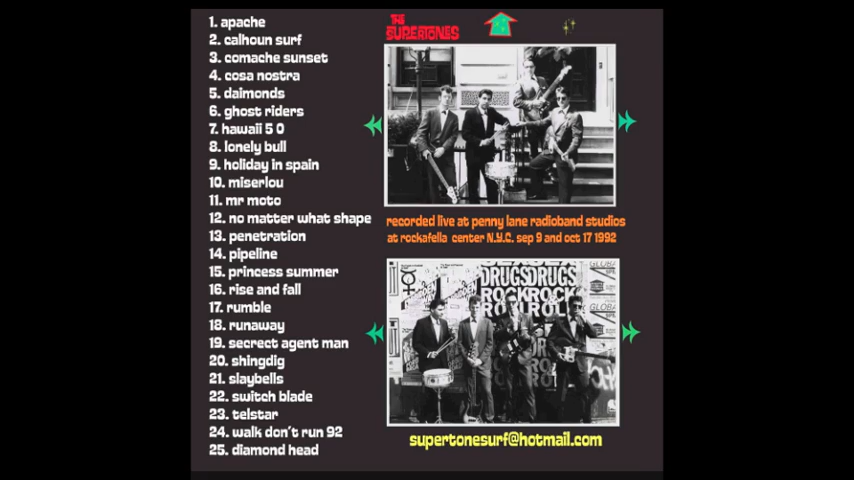 1. apache
2. calhoun surf
3. comache sunset
4. cosa nostra
5. daimonds
6. ghost riders
7. hawaii 5 0
8. lonely bull
9. holiday in spain
10. miserlou
11. mr moto
12. no matter what shape
13. penetration
14. pipeline
15. princess summer
16. rise and fall
17. rumble
18. runaway
19. secrect agent man
20. shingdig
21. slaybells
22. switch blade
23. telstar
24. walk don't run 92
25. diamond head
THE
SUPERTONES
recorded live at penny lane radioband studios
at rockafella center N.Y.C. sep 9 and oct 17 1992
DRUGSDRUGS
ROCKROCK
ROLROLL
supertonesurf@hotmail.com